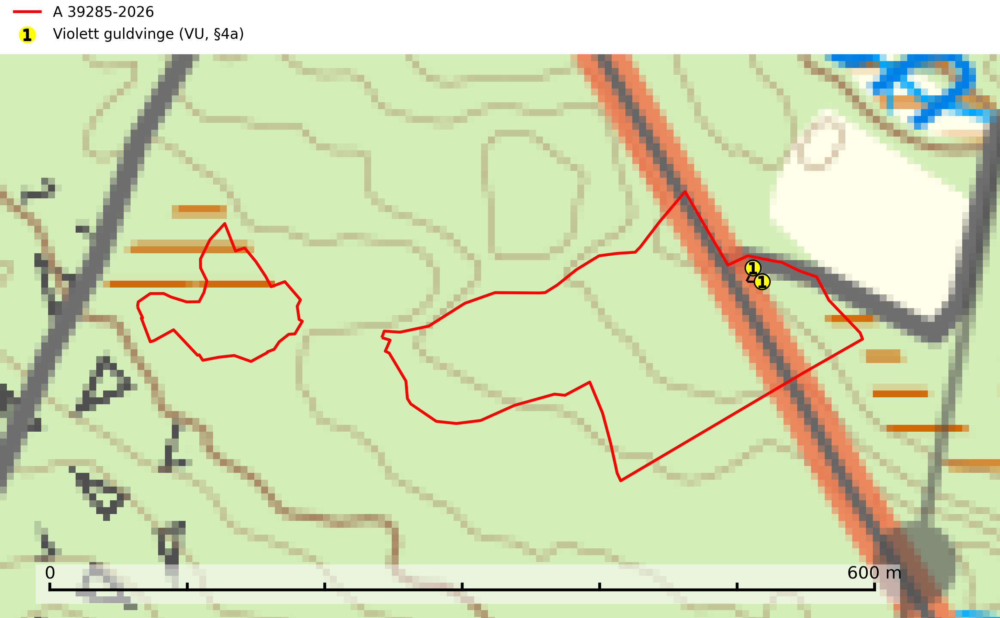 A 39285-2026
1 Violett guldvinge (VU, §4a)
1
1
0 600 m